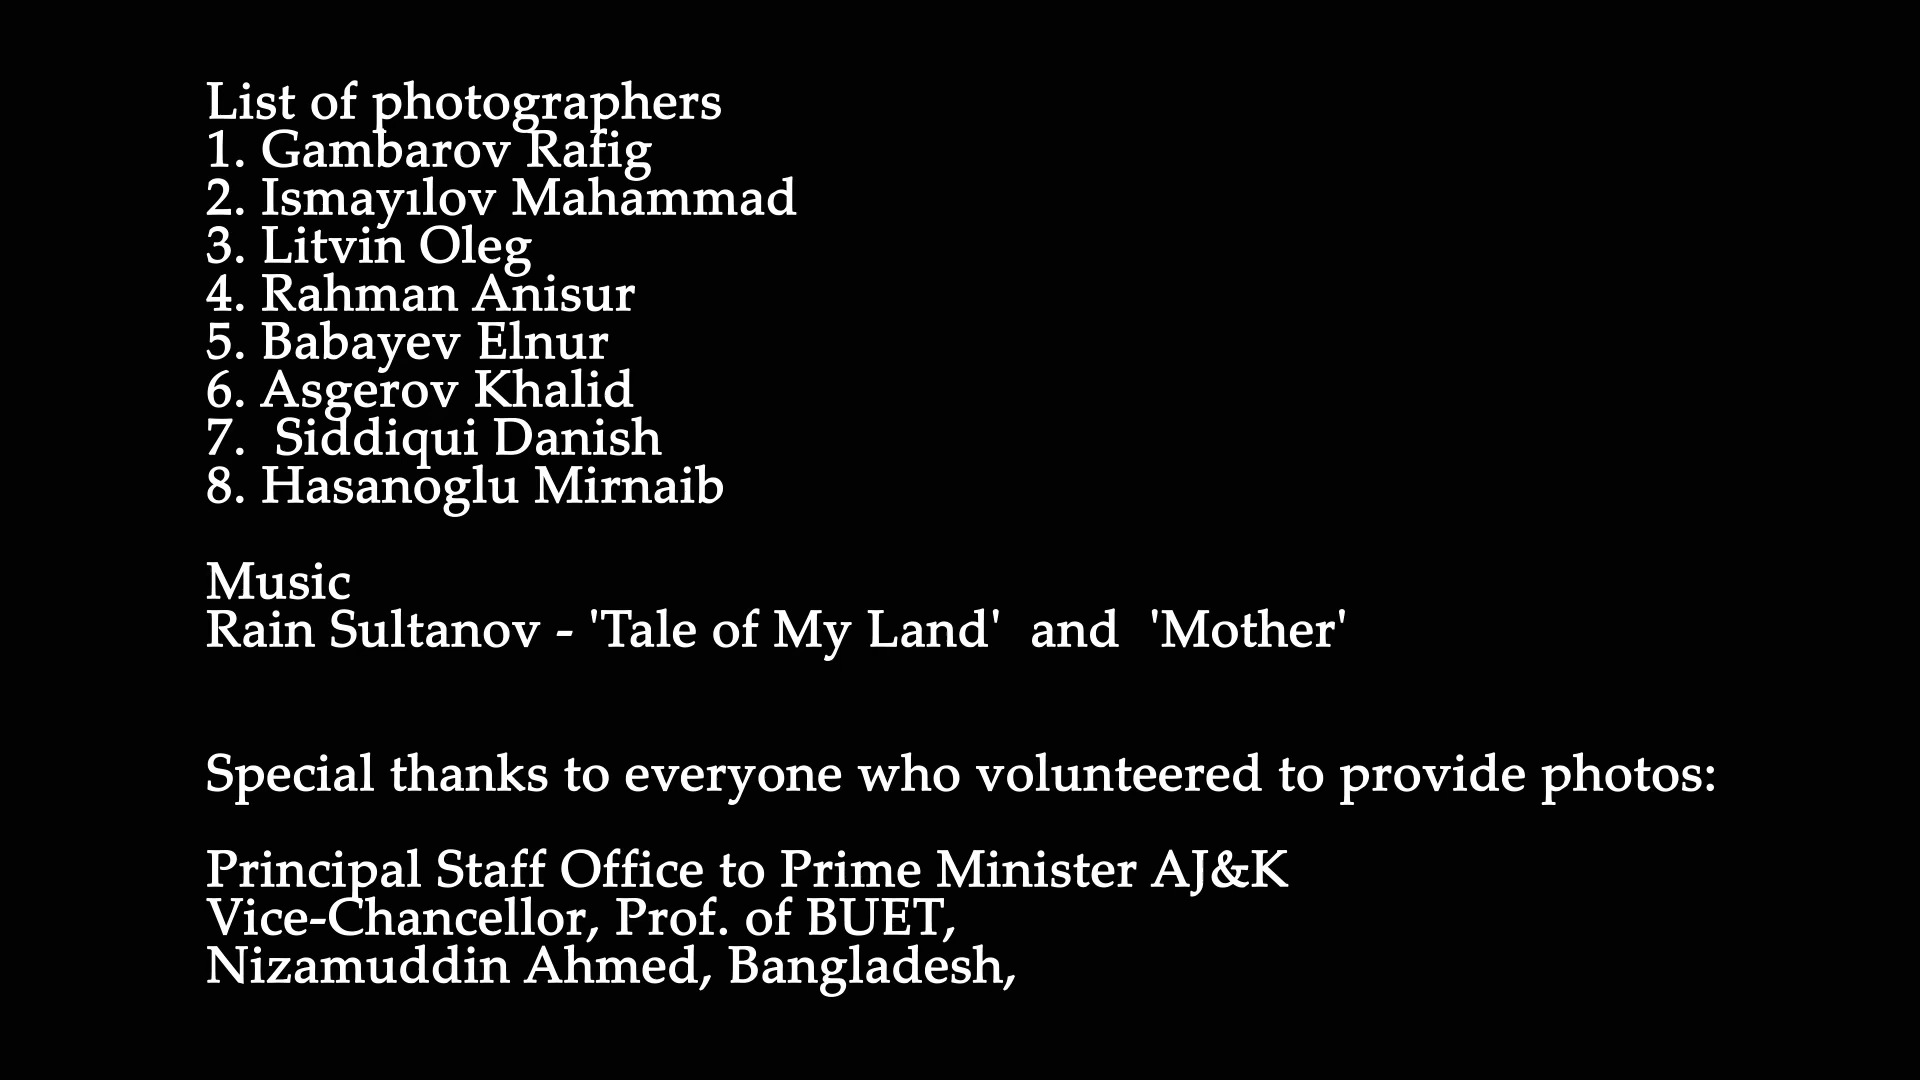 List of photographers
1. Gambarov Rafig
2. Ismayılov Mahammad
3. Litvin Oleg
4. Rahman Anisur
5. Babayev Elnur
6. Asgerov Khalid
7.  Siddiqui Danish
8. Hasanoglu Mirnaib
Music
Rain Sultanov - 'Tale of My Land'  and  'Mother'
Special thanks to everyone who volunteered to provide photos:
Principal Staff Office to Prime Minister AJ&K
Vice-Chancellor, Prof. of BUET,
Nizamuddin Ahmed, Bangladesh,